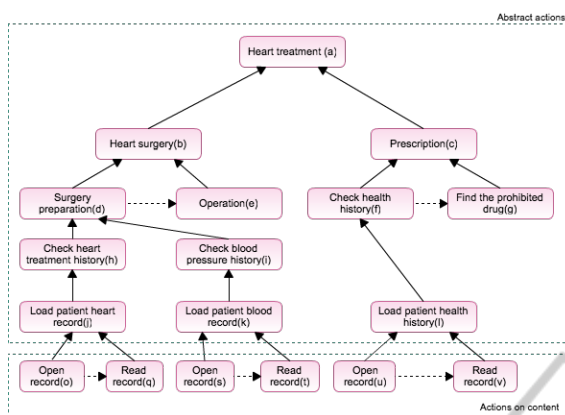 Abstract actions
Heart treatment (a)
Heart surgery(b)
Prescription(c)
Surgery
preparation(d)
Operation(e)
Check health
history(f)
Find the prohibited
drug(g)
Check heart
treatment history(h)
Check blood
pressure history(i)
Load patient heart
record(j)
Load patient blood
record(k)
Load patient health
history(l)
Open
record(o)
Read
record(q)
Open
record(s)
Read
record(t)
Open
record(u)
Read
record(v)
Actions on content